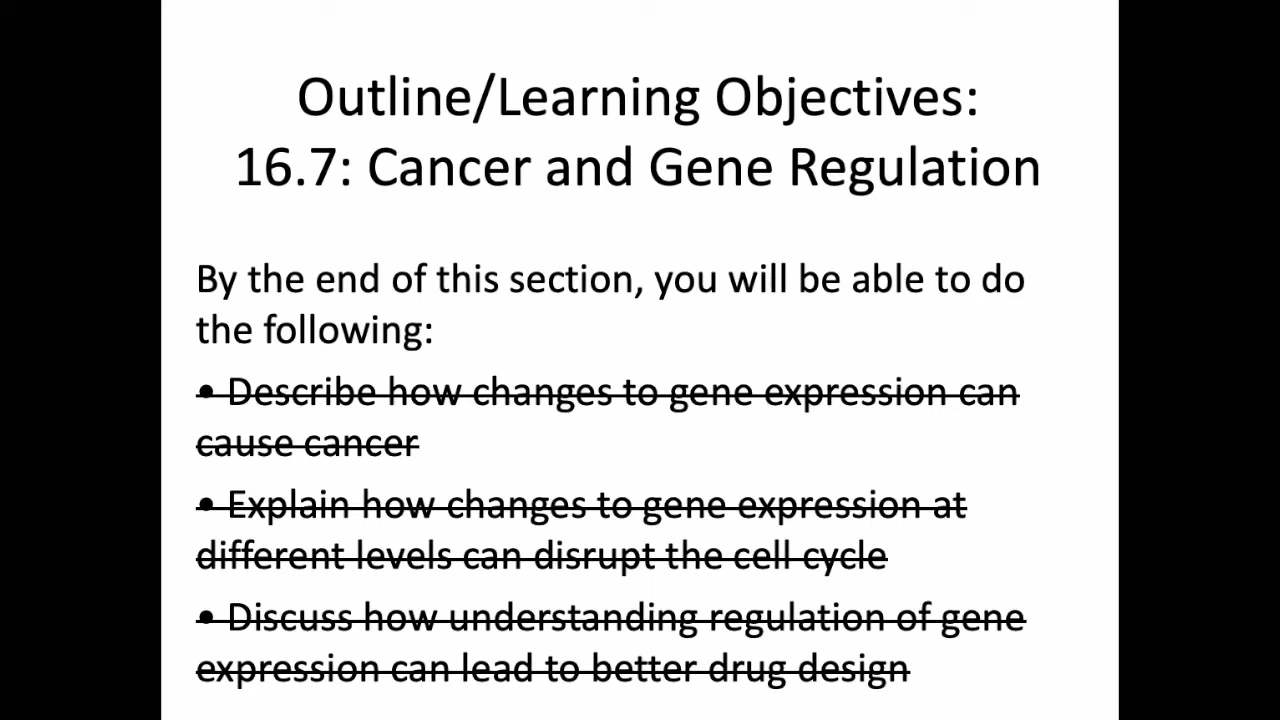 Outline/Learning Objectives:
16.7: Cancer and Gene Regulation
By the end of this section, you will be able to do
the following:
• Describe how changes to gene expression can
cause cancer
• Explain how changes to gene expression at
different levels can disrupt the cell cycle
• Discuss how understanding regulation of gene
expression can lead to better drug design